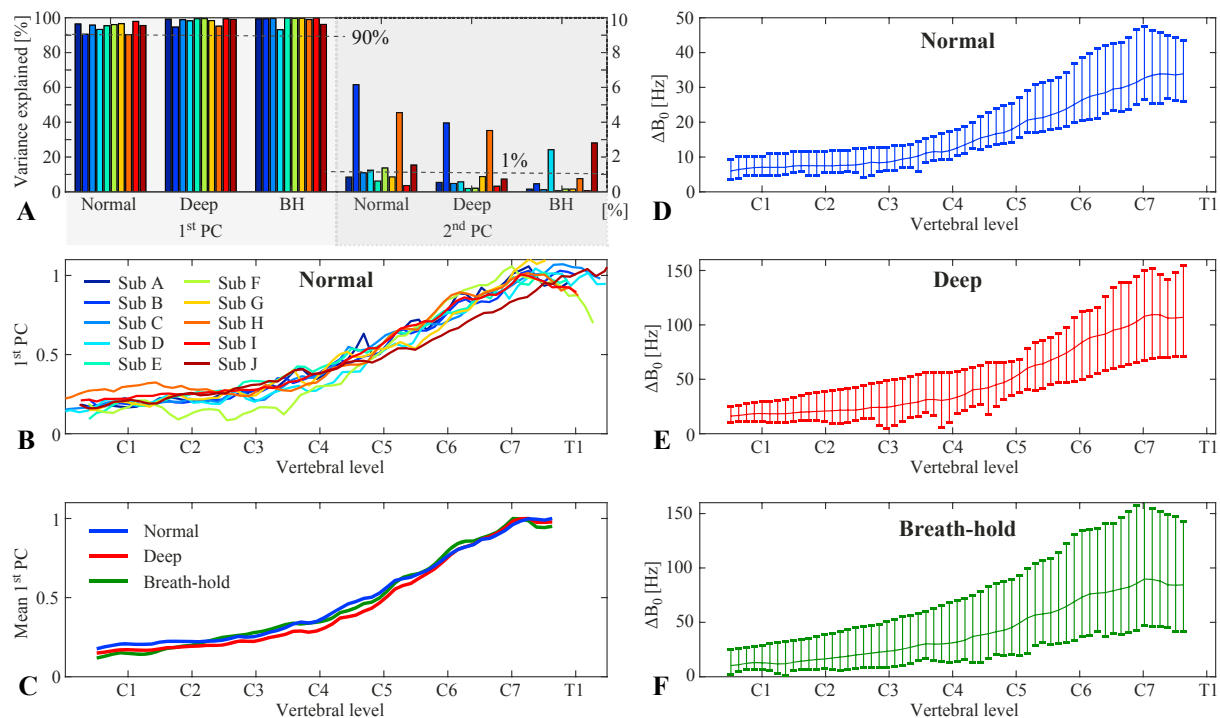 Variance explained [%]
100
80
60
40
20
0
90%
1%
10
8
6
4
2
0
[%]
Normal Deep BH Normal Deep BH
1st PC 2nd PC
A
Normal
1st PC
1
0.5
0
Sub A Sub F
Sub B Sub G
Sub C Sub H
Sub D Sub I
Sub E Sub J
C1 C2 C3 C4 C5 C6 C7 T1
Vertebral level
B
Mean 1st PC
1
0.5
0
Normal
Deep
Breath-hold
C1 C2 C3 C4 C5 C6 C7 T1
Vertebral level
C
Normal
ΔB0 [Hz]
50
40
30
20
10
0
C1 C2 C3 C4 C5 C6 C7 T1
Vertebral level
D
Deep
ΔB0 [Hz]
150
100
50
0
C1 C2 C3 C4 C5 C6 C7 T1
Vertebral level
E
Breath-hold
ΔB0 [Hz]
150
100
50
0
C1 C2 C3 C4 C5 C6 C7 T1
Vertebral level
F